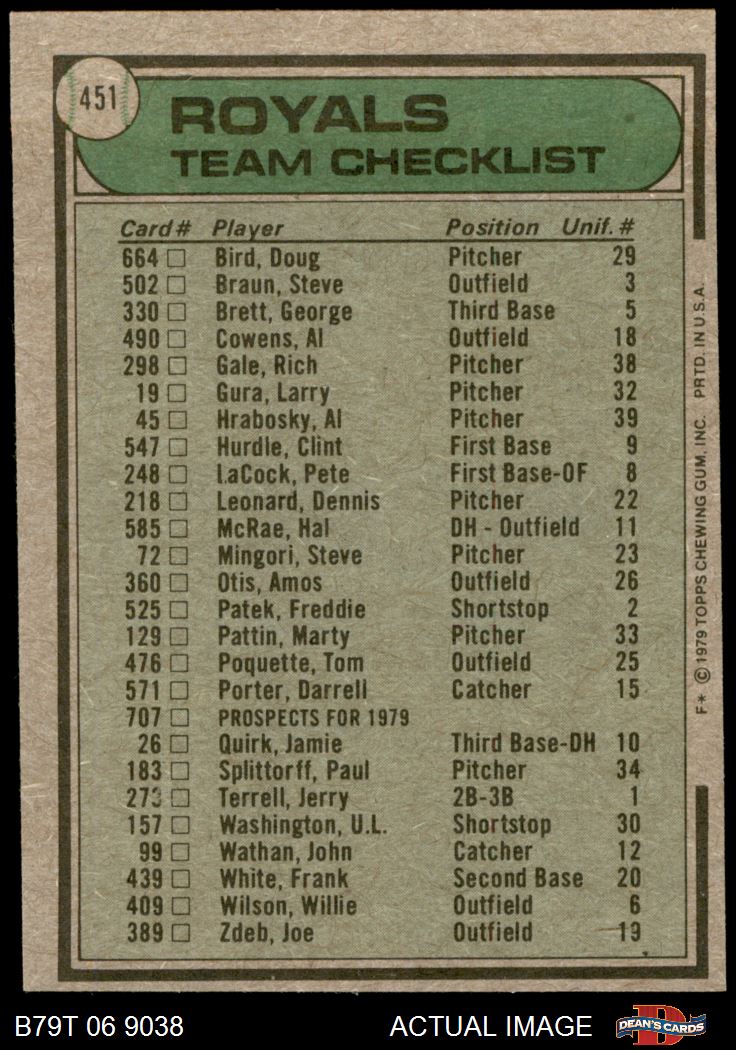 451
ROYALS
TEAM CHECKLIST
Card # Player Position Unif. #
664 Bird, Doug Pitcher 29
502 Braun, Steve Outfield 3
330 Brett, George Third Base 5
490 Cowens, Al Outfield 18
298 Gale, Rich Pitcher 38
19 Gura, Larry Pitcher 32
45 Hrabosky, Al Pitcher 39
547 Hurdle, Clint First Base 9
248 LaCock, Pete First Base-OF 8
218 Leonard, Dennis Pitcher 22
585 McRae, Hal DH - Outfield 11
72 Mingori, Steve Pitcher 23
360 Otis, Amos Outfield 26
525 Patek, Freddie Shortstop 2
129 Pattin, Marty Pitcher 33
476 Poquette, Tom Outfield 25
571 Porter, Darrell Catcher 15
707 PROSPECTS FOR 1979
26 Quirk, Jamie Third Base-DH 10
183 Splittorff, Paul Pitcher 34
273 Terrell, Jerry 2B-3B 1
157 Washington, U.L. Shortstop 30
99 Wathan, John Catcher 12
439 White, Frank Second Base 20
409 Wilson, Willie Outfield 6
389 Zdeb, Joe Outfield 19
F* © 1979 TOPPS CHEWING GUM, INC. PRTD. IN U.S.A.
B79T 06 9038 ACTUAL IMAGE D DEAN'S CARDS